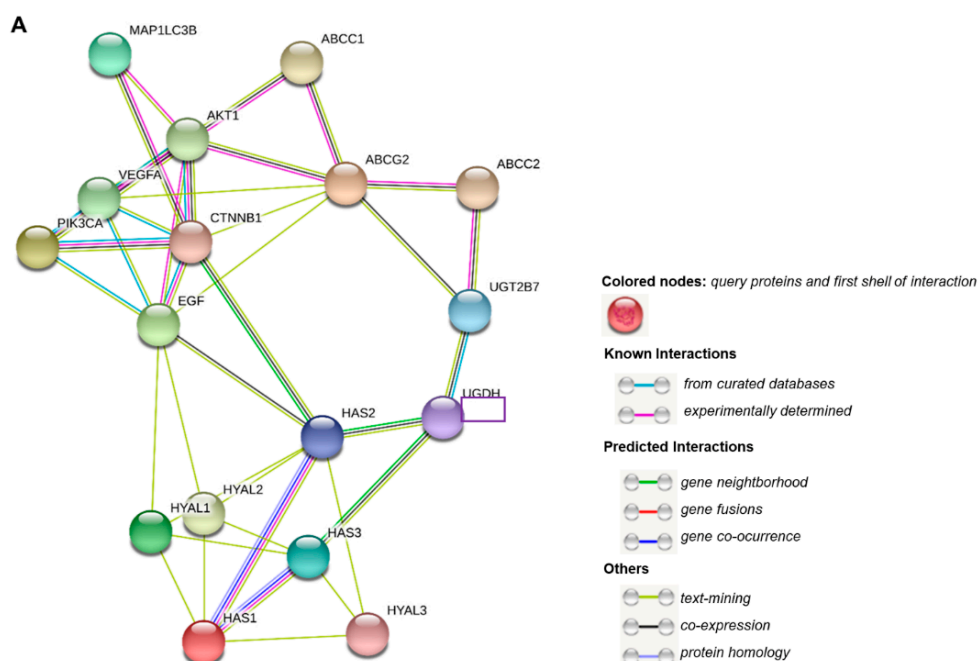 A
MAP1LC3B
ABCC1
AKT1
ABCG2
ABCC2
VEGFA
PIK3CA
CTNNB1
UGT2B7
EGF
UGDH
HAS2
HYAL2
HYAL1
HAS3
HYAL3
HAS1
Colored nodes: query proteins and first shell of interaction
Known Interactions
from curated databases
experimentally determined
Predicted Interactions
gene neighborhood
gene fusions
gene co-ocurrence
Others
text-mining
co-expression
protein homology